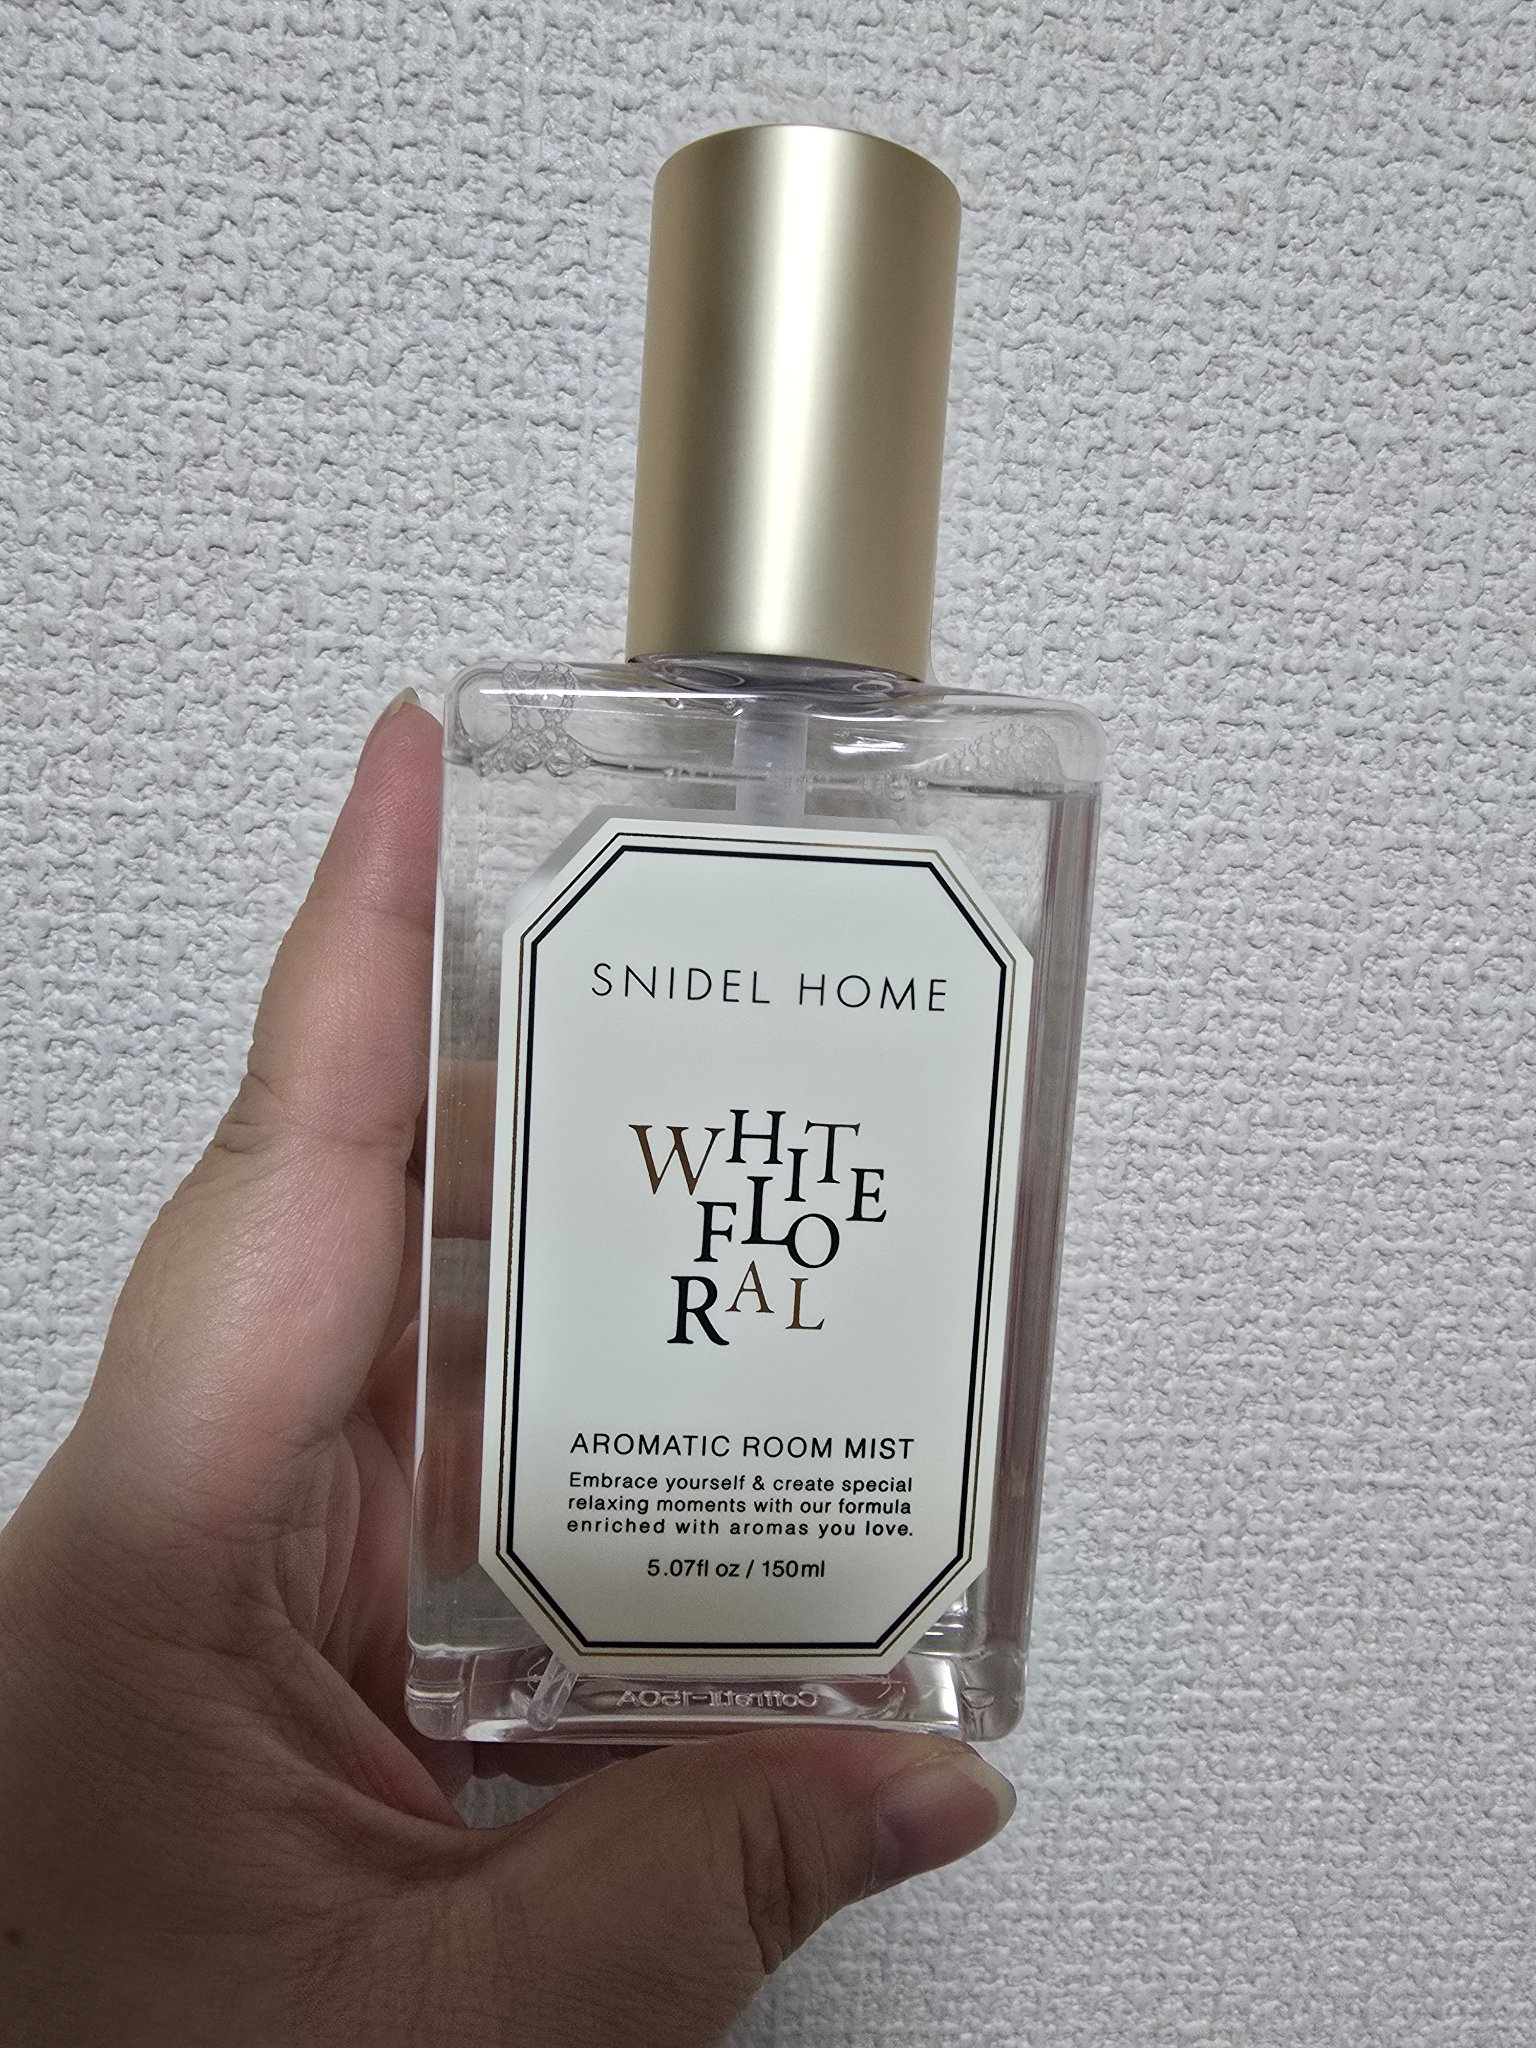 SNIDEL HOME
WHITE
FLO
RAL
AROMATIC ROOM MIST
Embrace yourself & create special
relaxing moments with our formula
enriched with aromas you love.
5.07fl oz / 150ml